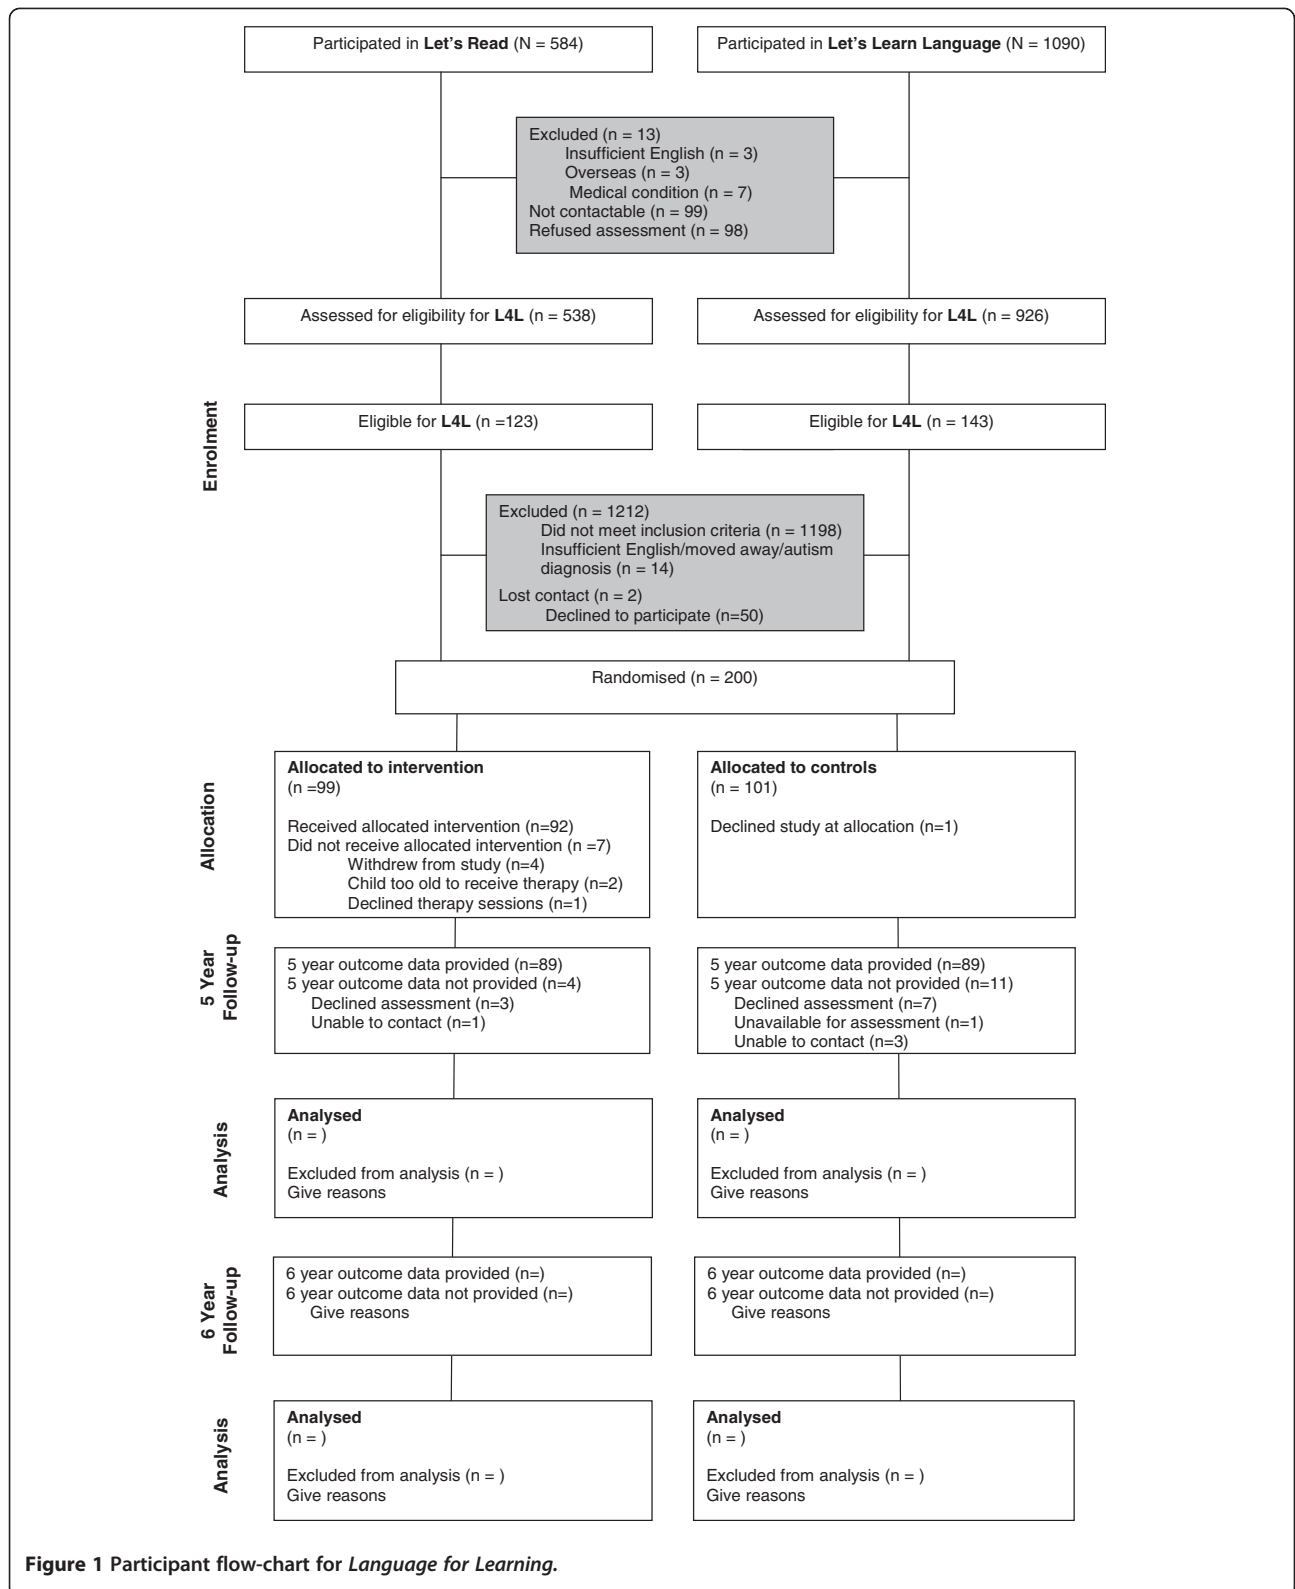 Participated in Let's Read (N = 584)
Participated in Let's Learn Language (N = 1090)
Excluded (n = 13)
Insufficient English (n = 3)
Overseas (n = 3)
Medical condition (n = 7)
Not contactable (n = 99)
Refused assessment (n = 98)
Assessed for eligibility for L4L (n = 538)
Assessed for eligibility for L4L (n = 926)
Enrolment
Eligible for L4L (n =123)
Eligible for L4L (n = 143)
Excluded (n = 1212)
Did not meet inclusion criteria (n = 1198)
Insufficient English/moved away/autism
diagnosis (n = 14)
Lost contact (n = 2)
Declined to participate (n=50)
Randomised (n = 200)
Allocation
Allocated to intervention
(n =99)
Received allocated intervention (n=92)
Did not receive allocated intervention (n =7)
Withdrew from study (n=4)
Child too old to receive therapy (n=2)
Declined therapy sessions (n=1)
Allocated to controls
(n = 101)
Declined study at allocation (n=1)
5 Year
Follow-up
5 year outcome data provided (n=89)
5 year outcome data not provided (n=4)
Declined assessment (n=3)
Unable to contact (n=1)
5 year outcome data provided (n=89)
5 year outcome data not provided (n=11)
Declined assessment (n=7)
Unavailable for assessment (n=1)
Unable to contact (n=3)
Analysis
Analysed
(n = )
Excluded from analysis (n = )
Give reasons
Analysed
(n = )
Excluded from analysis (n = )
Give reasons
6 Year
Follow-up
6 year outcome data provided (n=)
6 year outcome data not provided (n=)
Give reasons
6 year outcome data provided (n=)
6 year outcome data not provided (n=)
Give reasons
Analysis
Analysed
(n = )
Excluded from analysis (n = )
Give reasons
Analysed
(n = )
Excluded from analysis (n = )
Give reasons
Figure 1 Participant flow-chart for Language for Learning.